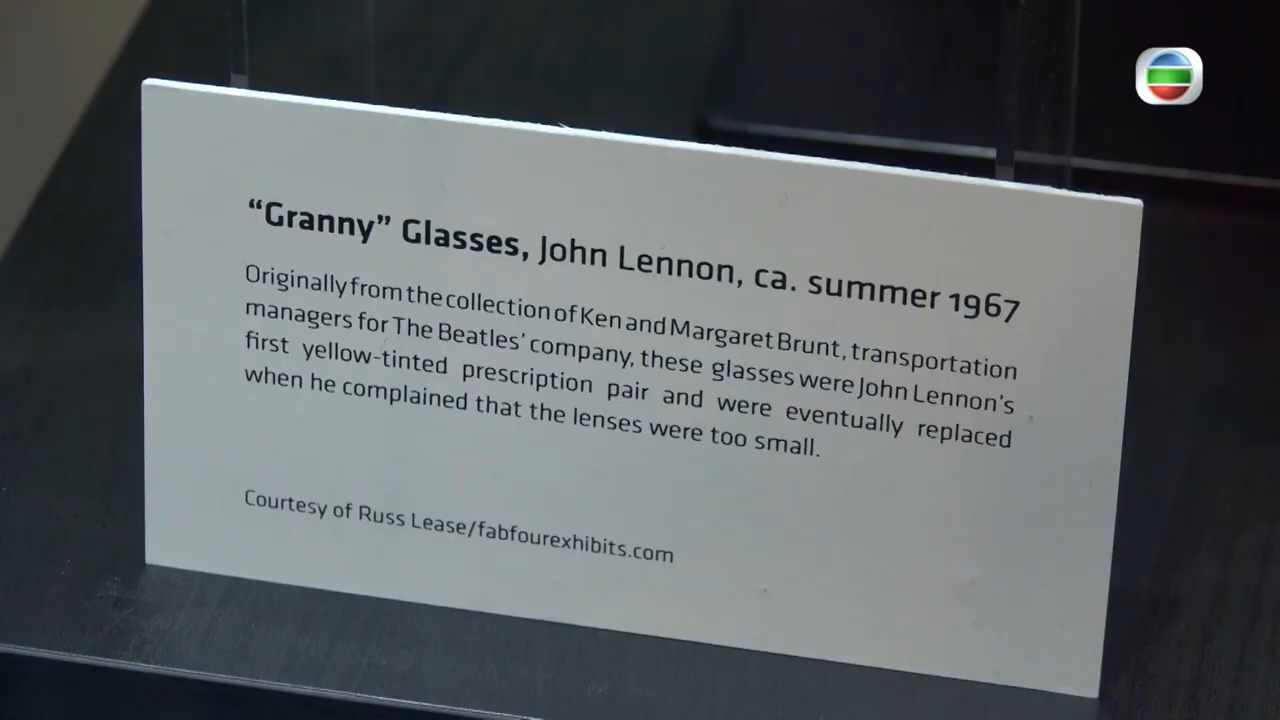 “Granny” Glasses, John Lennon, ca. summer 1967
Originally from the collection of Ken and Margaret Brunt, transportation
managers for The Beatles’ company, these glasses were John Lennon’s
first yellow-tinted prescription pair and were eventually replaced
when he complained that the lenses were too small.
Courtesy of Russ Lease/fabfourexhibits.com